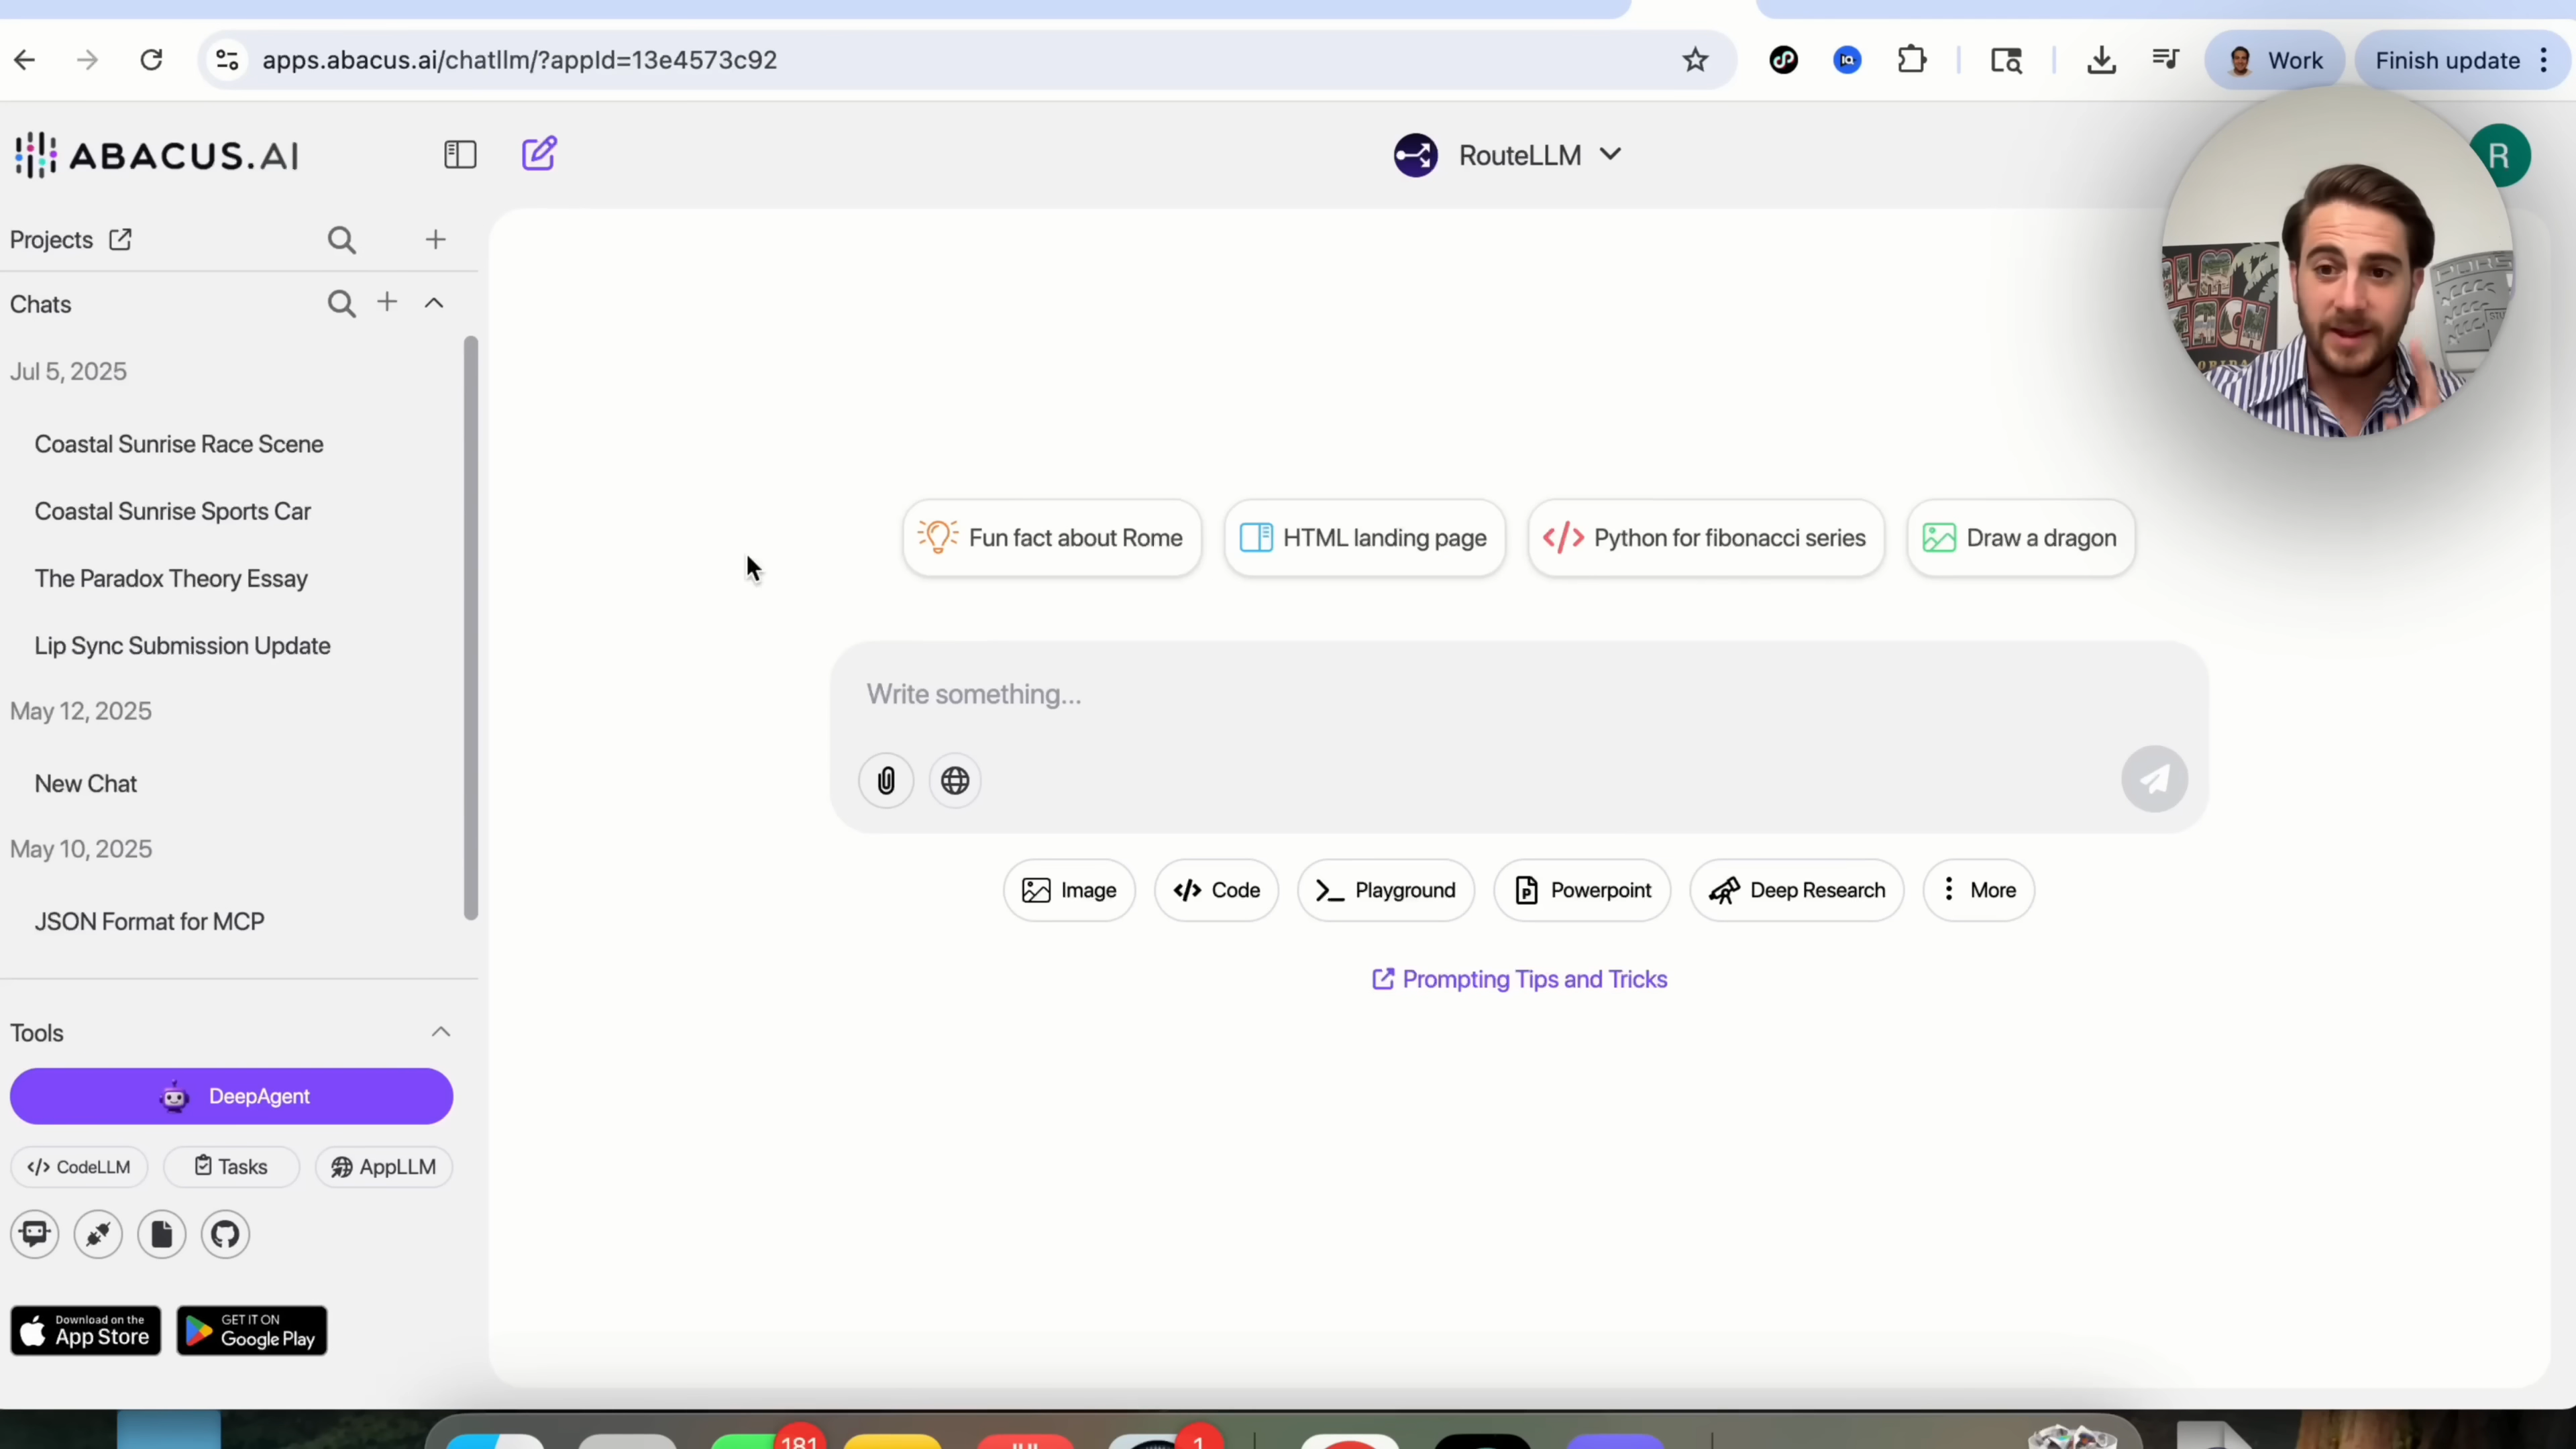 apps.abacus.ai/chatllm/?appId=13e4573c92
Work
Finish update
ABACUS.AI
RouteLLM
R
Projects
Chats
Jul 5, 2025
Coastal Sunrise Race Scene
Coastal Sunrise Sports Car
The Paradox Theory Essay
Lip Sync Submission Update
May 12, 2025
New Chat
May 10, 2025
JSON Format for MCP
Tools
DeepAgent
</> CodeLLM
Tasks
AppLLM
Download on the
App Store
GET IT ON
Google Play
Fun fact about Rome
HTML landing page
</> Python for fibonacci series
Draw a dragon
Write something...
Image
</> Code
Playground
Powerpoint
Deep Research
More
Prompting Tips and Tricks
181
1